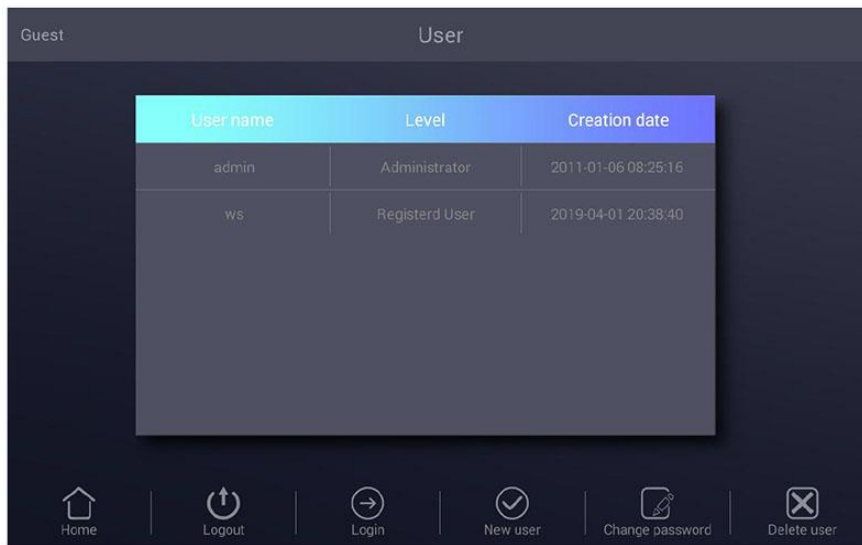 Guest User
User name Level Creation date
admin Administrator 2011-01-06 08:25:16
ws Registerd User 2019-04-01 20:38:40
Home Logout Login New user Change password Delete user